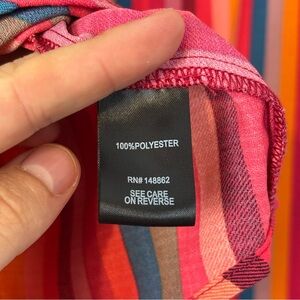 100%POLYESTER
RN# 148862
SEE CARE
ON REVERSE